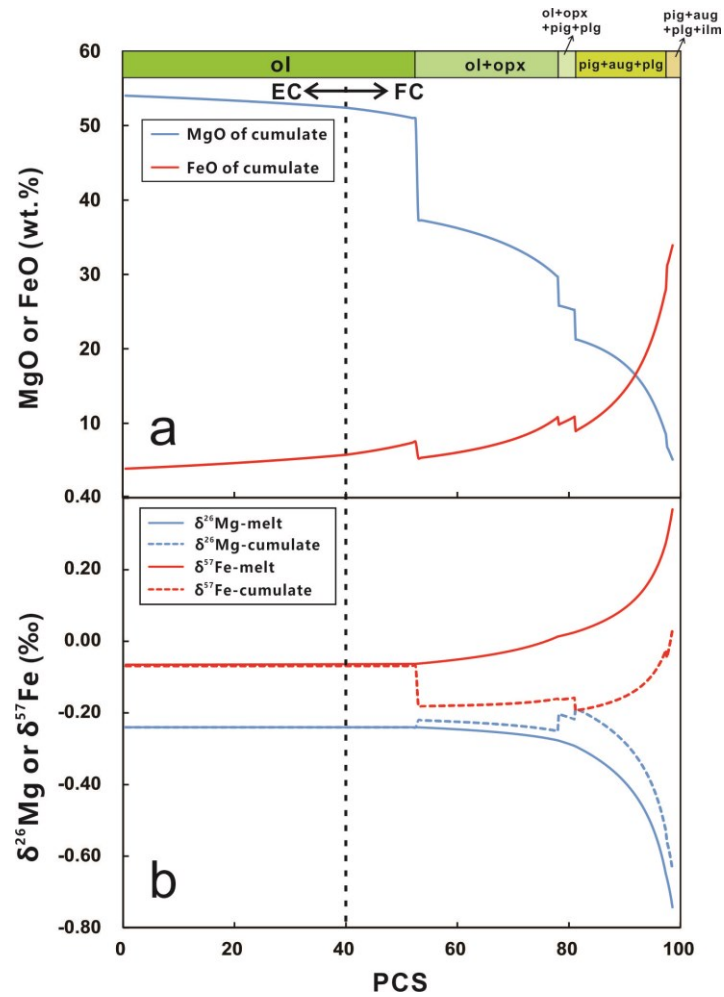 ol+opx
+pig+plg
pig+aug
+plg+ilm
60
ol
ol+opx
pig+aug+plg
EC
FC
MgO of cumulate
FeO of cumulate
50
40
30
20
10
MgO or FeO (wt.%)
a
0.40
δ²⁶Mg-melt
δ²⁶Mg-cumulate
δ⁵⁷Fe-melt
δ⁵⁷Fe-cumulate
0.20
0.00
-0.20
-0.40
-0.60
-0.80
δ²⁶Mg or δ⁵⁷Fe (‰)
b
0
20
40
60
80
100
PCS